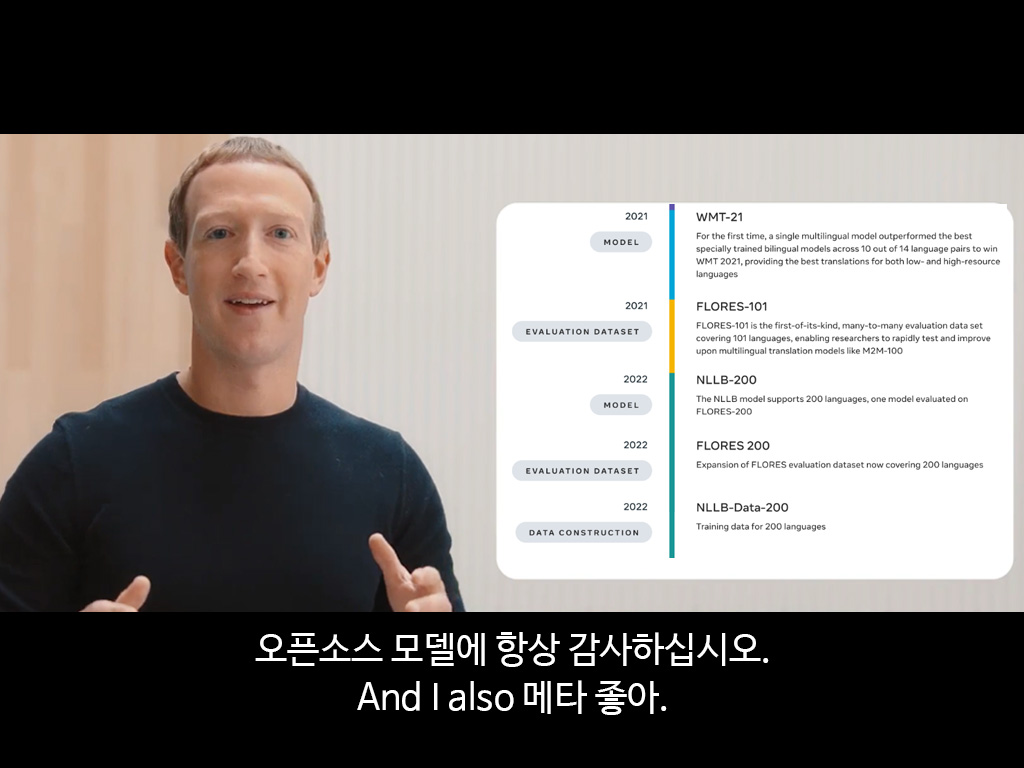 2021
MODEL
WMT-21
For the first time, a single multilingual model outperformed the best
specially trained bilingual models across 10 out of 14 language pairs to win
WMT 2021, providing the best translations for both low- and high-resource
languages
2021
EVALUATION DATASET
FLORES-101
FLORES-101 is the first-of-its-kind, many-to-many evaluation data set
covering 101 languages, enabling researchers to rapidly test and improve
upon multilingual translation models like M2M-100
2022
MODEL
NLLB-200
The NLLB model supports 200 languages, one model evaluated on
FLORES-200
2022
EVALUATION DATASET
FLORES 200
Expansion of FLORES evaluation dataset now covering 200 languages
2022
DATA CONSTRUCTION
NLLB-Data-200
Training data for 200 languages
오픈소스 모델에 항상 감사하십시오.
And I also 메타 좋아.